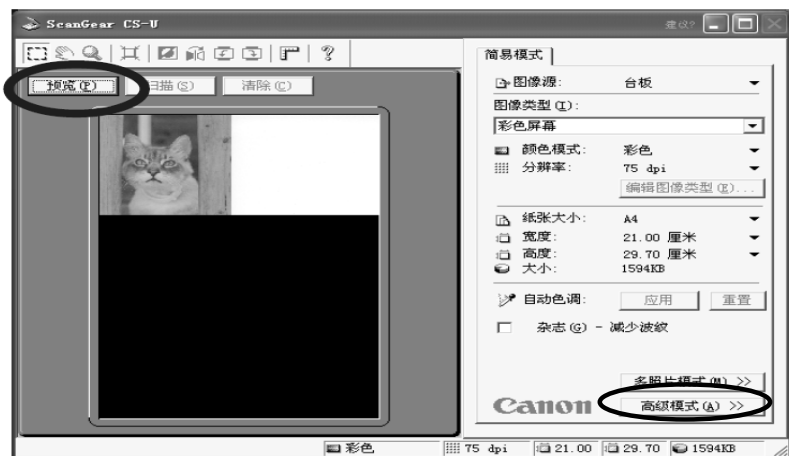 ScanGear CS-U
预览(P) 扫描(S) 清除(C)
简易模式
图像源: 台板
图像类型(I):
彩色屏幕
颜色模式: 彩色
分辨率: 75 dpi
编辑图像类型(E)...
纸张大小: A4
宽度: 21.00 厘米
高度: 29.70 厘米
大小: 1594KB
自动色调: 应用 重置
杂志(G) - 减少波纹
多照片模式(M) >>
Canon 高级模式(A) >>
彩色 75 dpi 21.00 29.70 1594KB